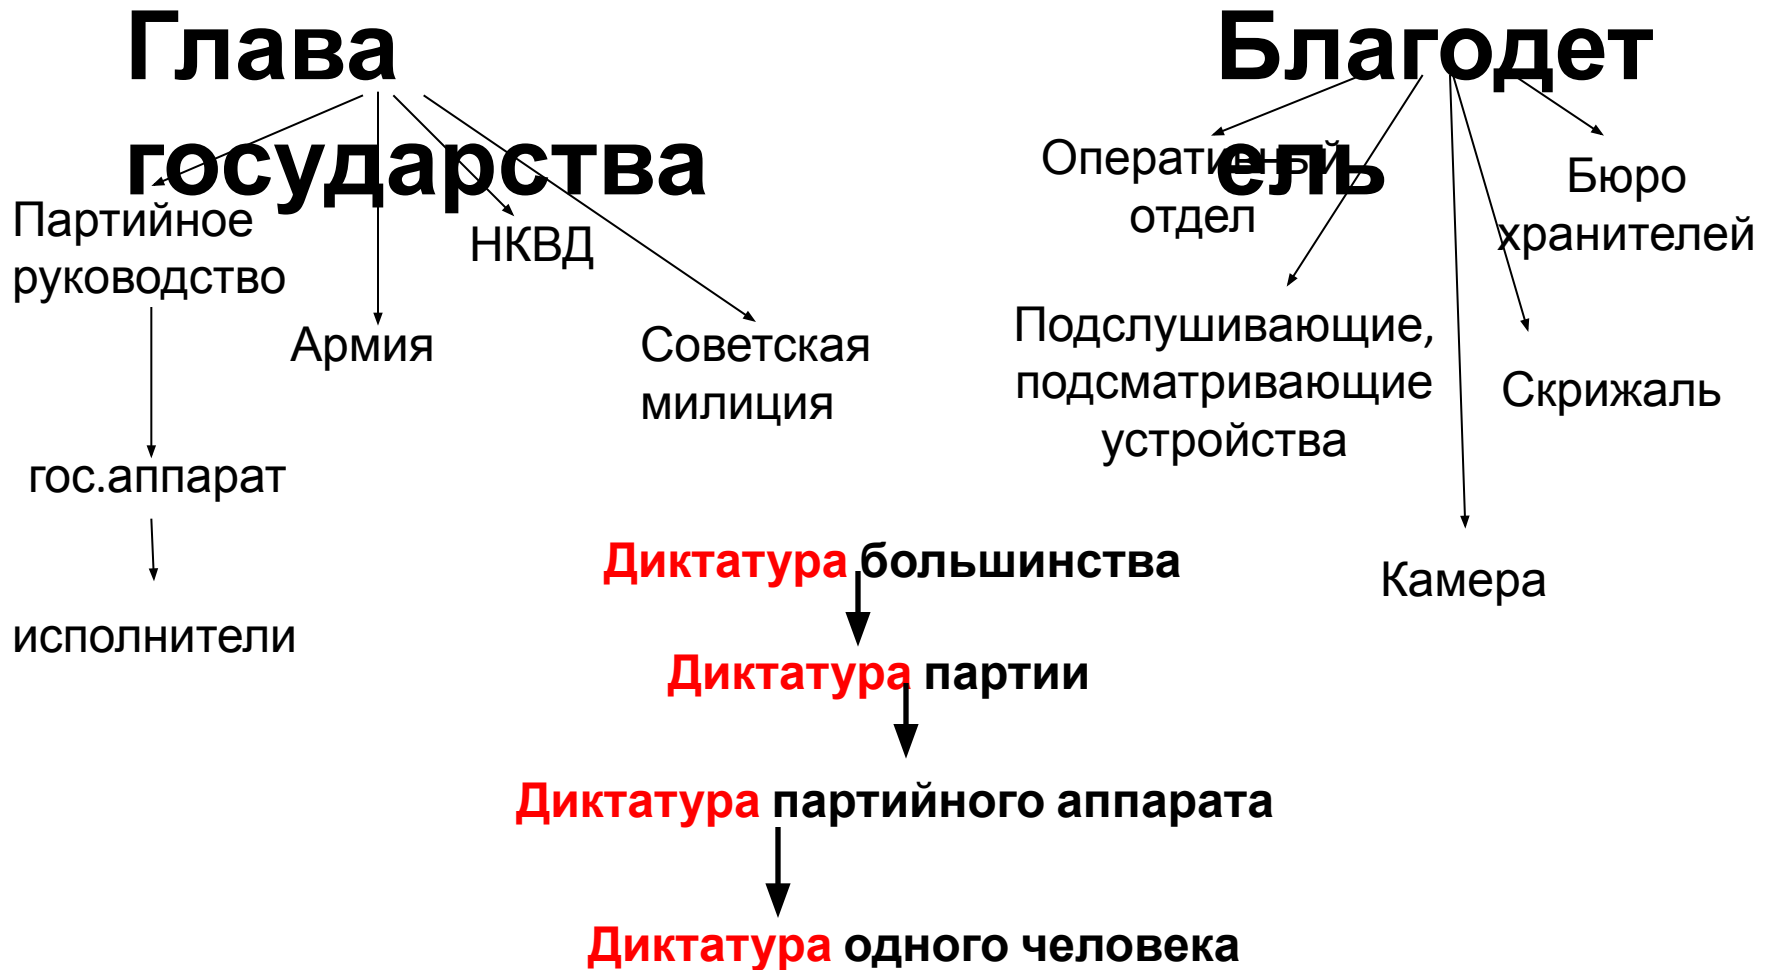 Глава
государства
Партийное
руководство
НКВД
Армия
Советская
милиция
гос.аппарат
исполнители
Благодет
ель
Оперативный
отдел
Бюро
хранителей
Подслушивающие,
подсматривающие
устройства
Скрижаль
Камера
Диктатура большинства
Диктатура партии
Диктатура партийного аппарата
Диктатура одного человека